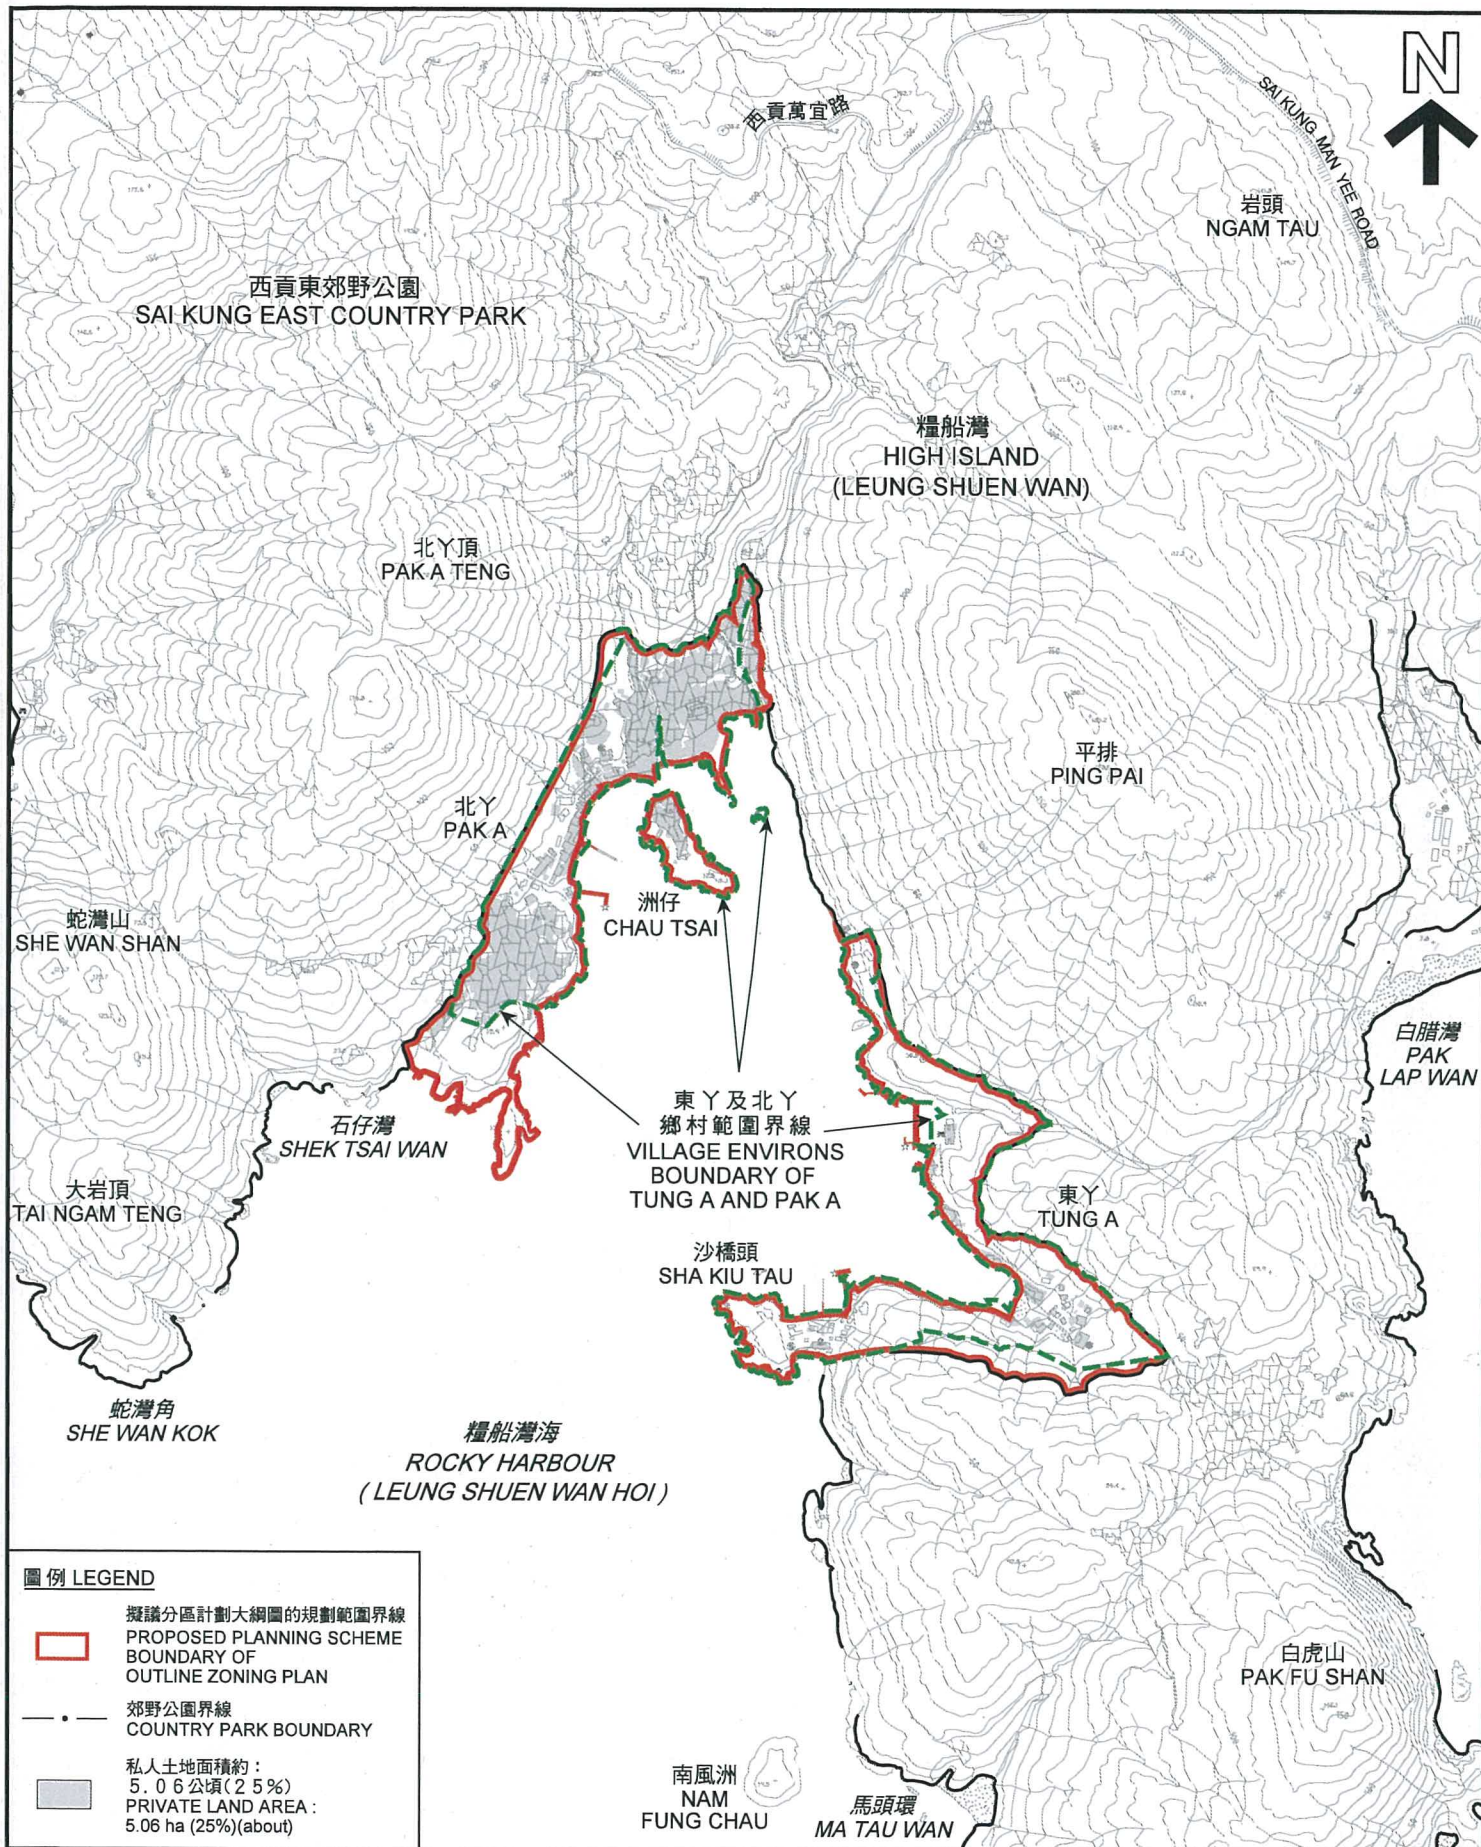 N
西貢萬宜路
SAI KUNG MAN YEE ROAD
岩頭
NGAM TAU
西貢東郊野公園
SAI KUNG EAST COUNTRY PARK
糧船灣
HIGH ISLAND
(LEUNG SHUEN WAN)
北丫頂
PAK A TENG
平排
PING PAI
北丫
PAK A
洲仔
CHAU TSAI
蛇灣山
SHE WAN SHAN
白腊灣
PAK
LAP WAN
石仔灣
SHEK TSAI WAN
東丫及北丫
鄉村範圍界線
VILLAGE ENVIRONS
BOUNDARY OF
TUNG A AND PAK A
大岩頂
TAI NGAM TENG
東丫
TUNG A
沙橋頭
SHA KIU TAU
蛇灣角
SHE WAN KOK
糧船灣海
ROCKY HARBOUR
( LEUNG SHUEN WAN HOI )
圖例 LEGEND
擬議分區計劃大綱圖的規劃範圍界線
PROPOSED PLANNING SCHEME
BOUNDARY OF
OUTLINE ZONING PLAN
郊野公園界線
COUNTRY PARK BOUNDARY
私人土地面積約：
5.06公頃(25%)
PRIVATE LAND AREA :
5.06 ha (25%)(about)
白虎山
PAK FU SHAN
南風洲
NAM
FUNG CHAU
馬頭環
MA TAU WAN